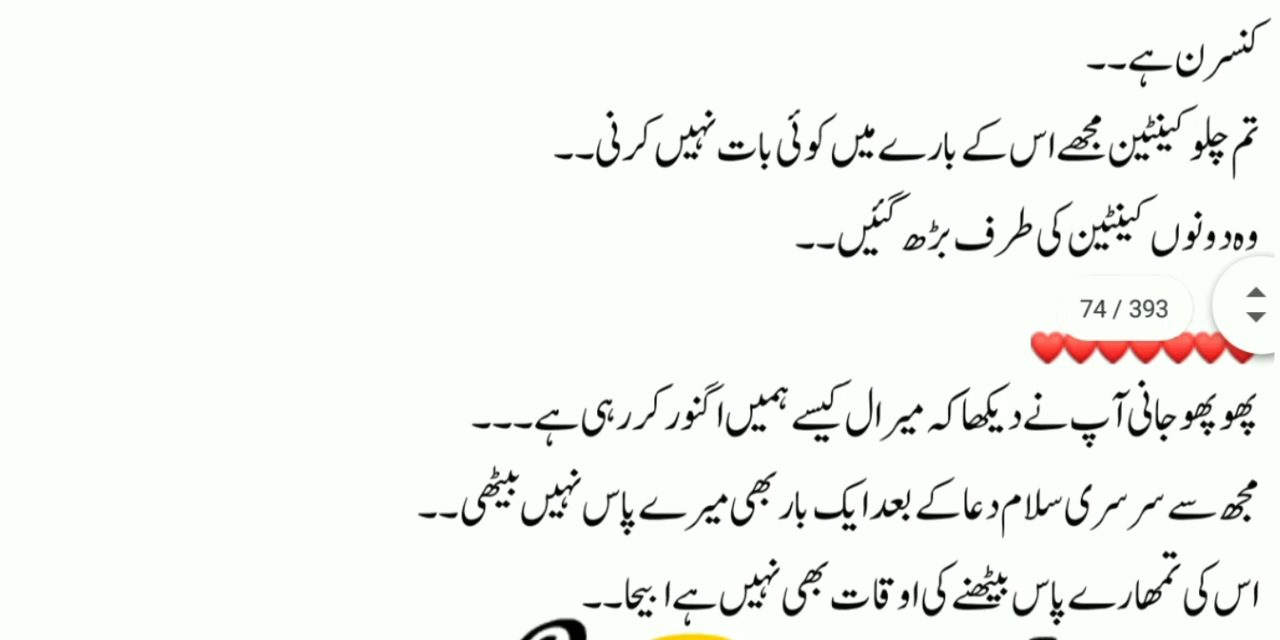 کنسرن ہے۔۔
تم چلو کینٹین مجھے اس کے بارے میں کوئی بات نہیں کرنی۔۔
وہ دونوں کینٹین کی طرف بڑھ گئیں۔۔
74 / 393
❤️❤️❤️❤️❤️❤️❤️
پھوپھو جانی آپ نے دیکھا کہ میرال کیسے ہمیں اگنور کر رہی ہے۔۔۔
مجھ سے سرسری سلام دعا کے بعد ایک بار بھی میرے پاس نہیں بیٹھی۔۔
اس کی تمھارے پاس بیٹھنے کی اوقات بھی نہیں ہے ابیحا۔۔